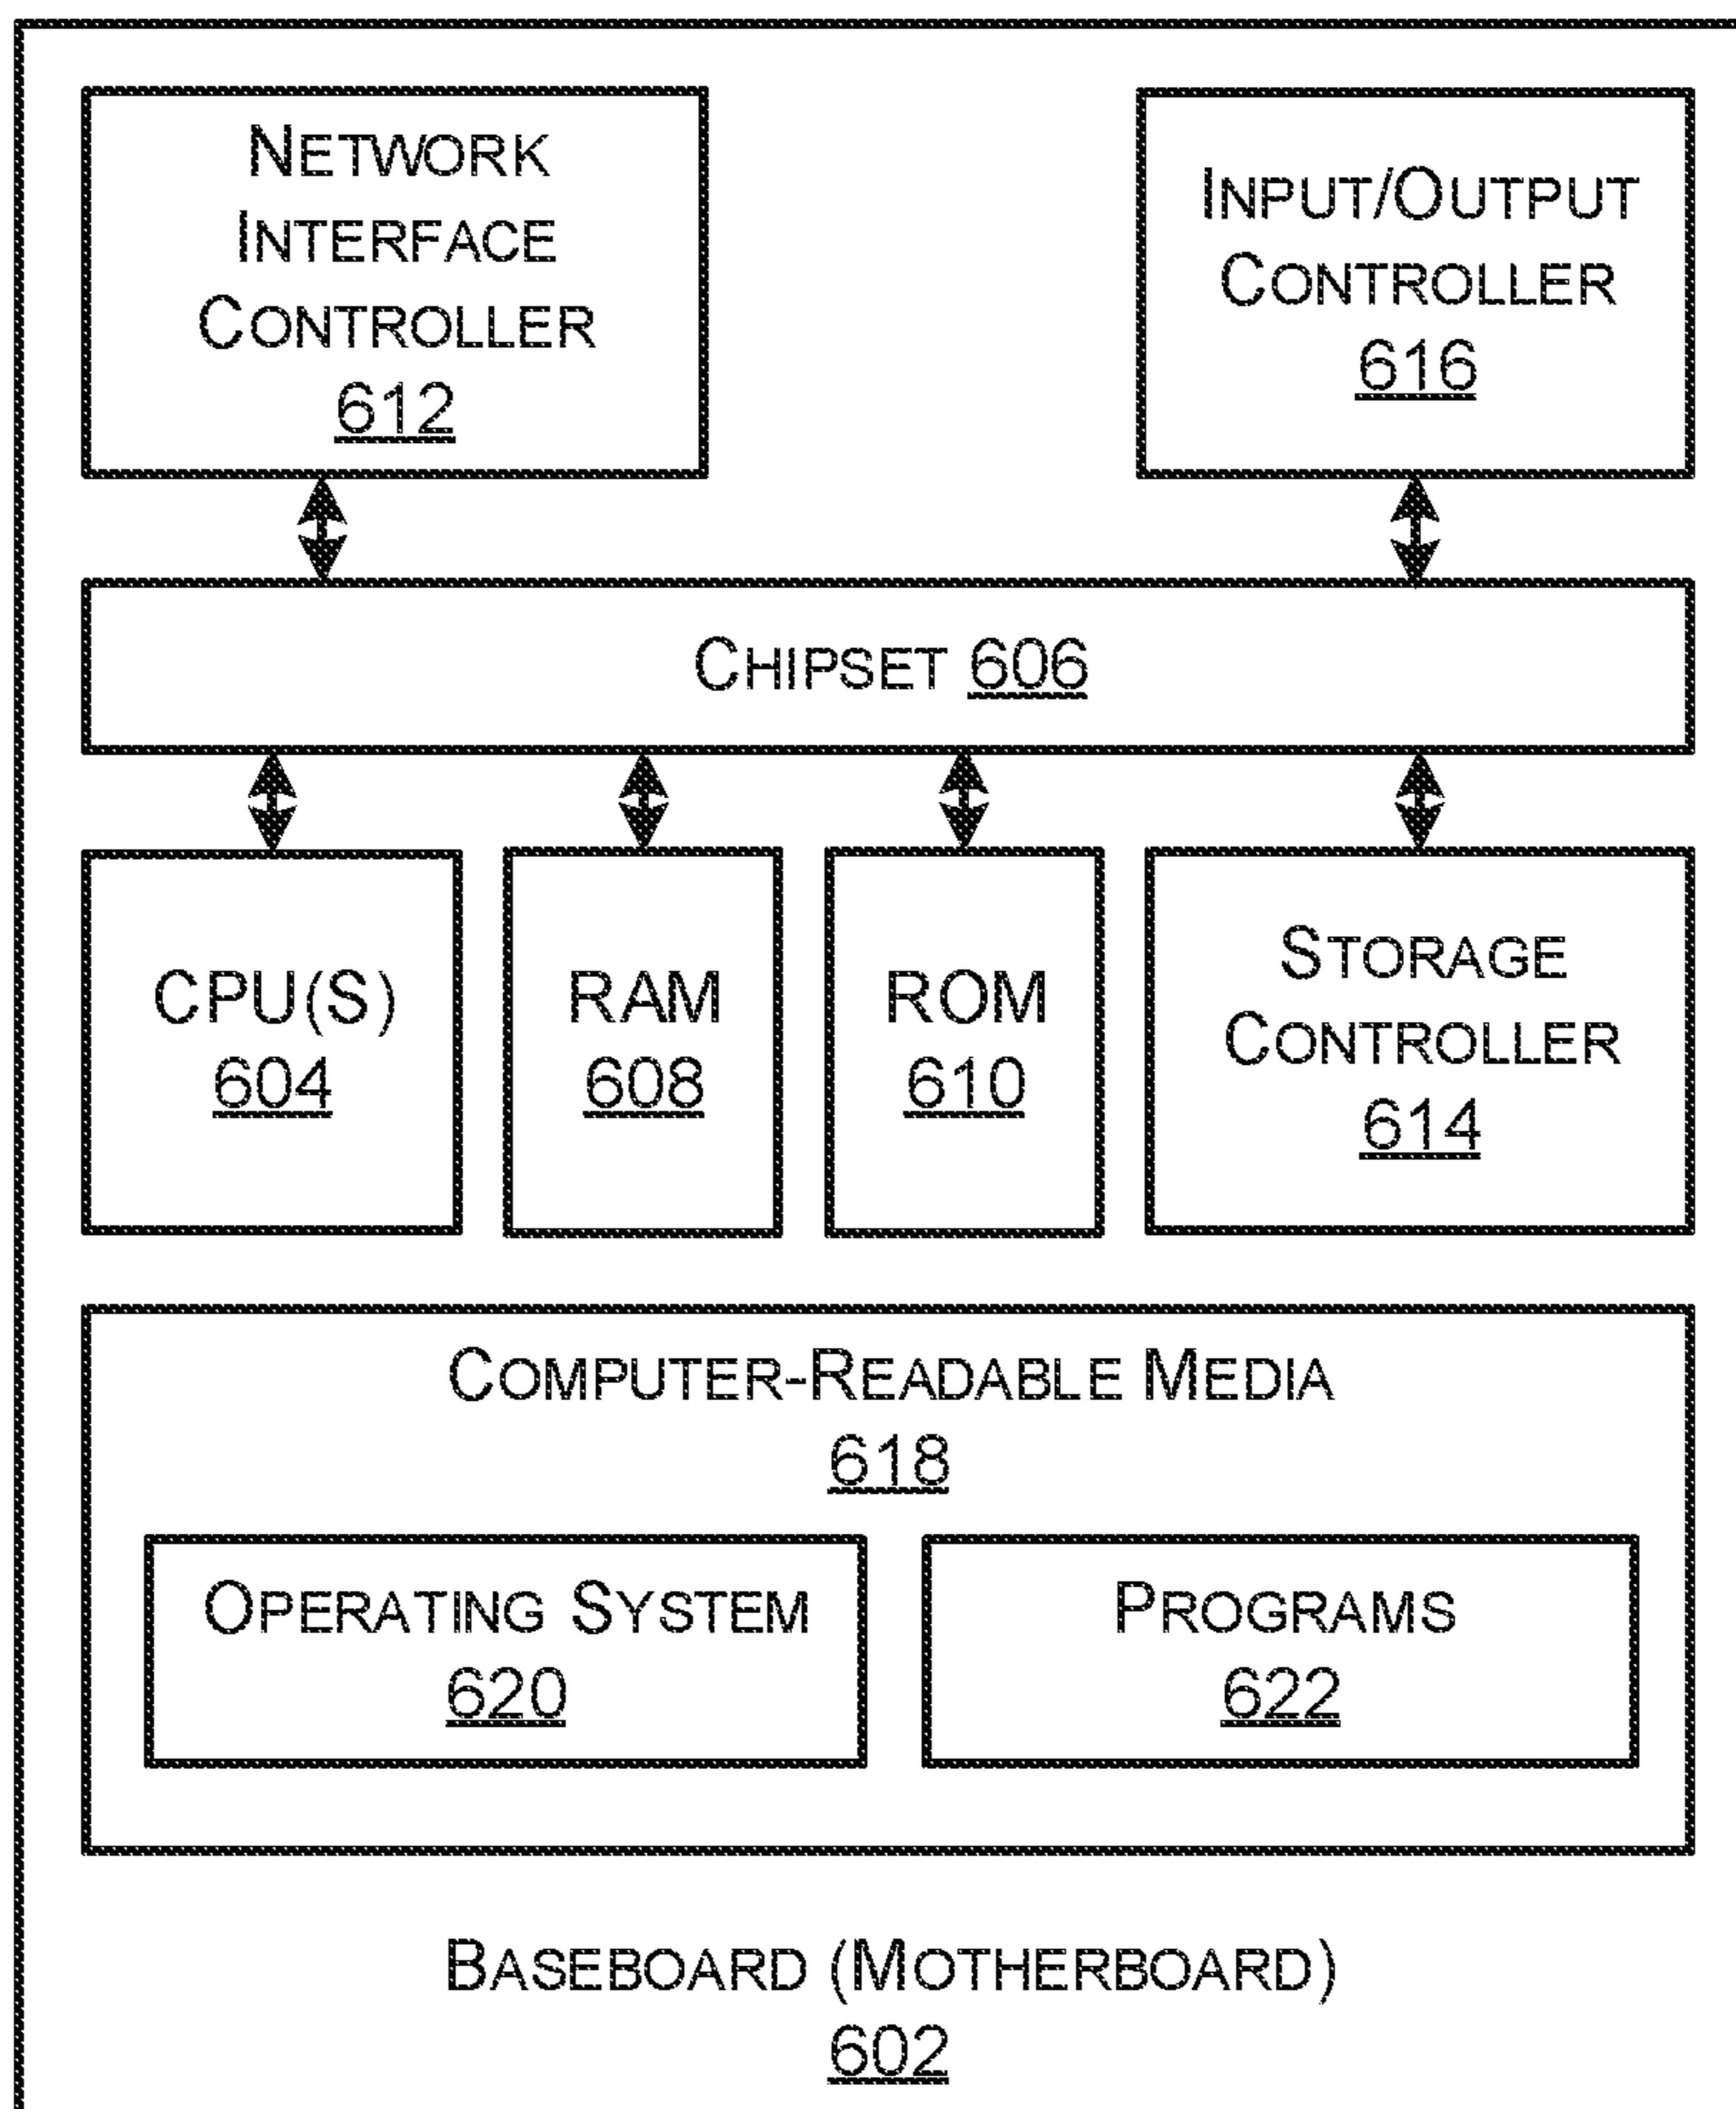 NETWORK
INTERFACE
CONTROLLER
612
INPUT/OUTPUT
CONTROLLER
616
CHIPSET 606
CPU(S)
604
RAM
608
ROM
610
STORAGE
CONTROLLER
614
COMPUTER-READABLE MEDIA
618
OPERATING SYSTEM
620
PROGRAMS
622
BASEBOARD (MOTHERBOARD)
602